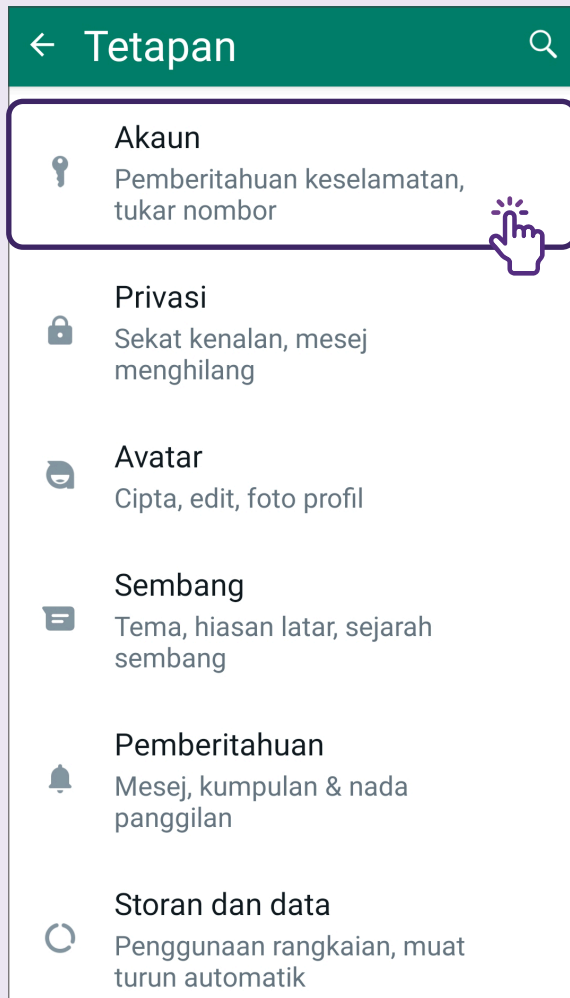 Tetapan
Akaun
Pemberitahuan keselamatan,
tukar nombor
Privasi
Sekat kenalan, mesej
menghilang
Avatar
Cipta, edit, foto profil
Sembang
Tema, hiasan latar, sejarah
sembang
Pemberitahuan
Mesej, kumpulan & nada
panggilan
Storan dan data
Penggunaan rangkaian, muat
turun automatik